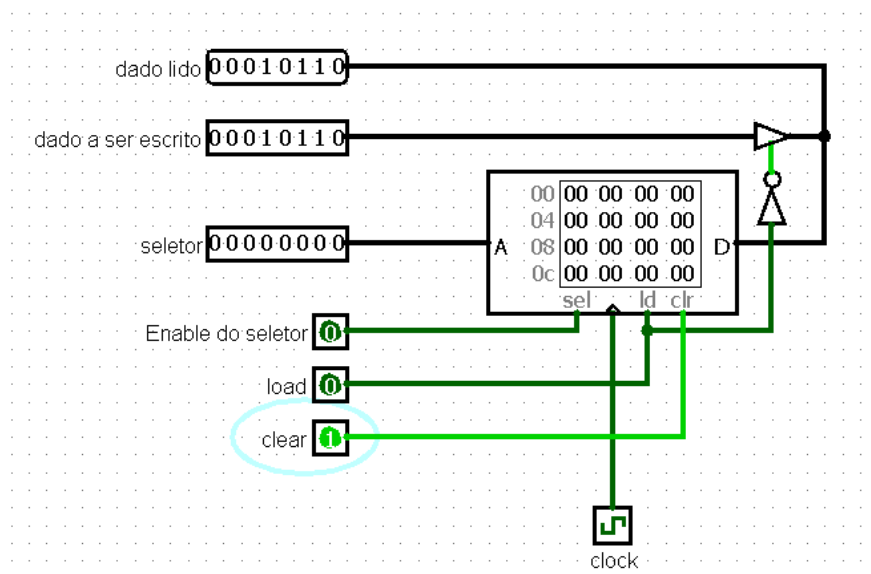 dado lido 00010110
dado a ser escrito 00010110
00 00 00 00 00
04 00 00 00 00
seletor 00000000 A 08 00 00 00 00 D
0c 00 00 00 00
sel ld clr
Enable do seletor 0
load 0
clear 1
clock